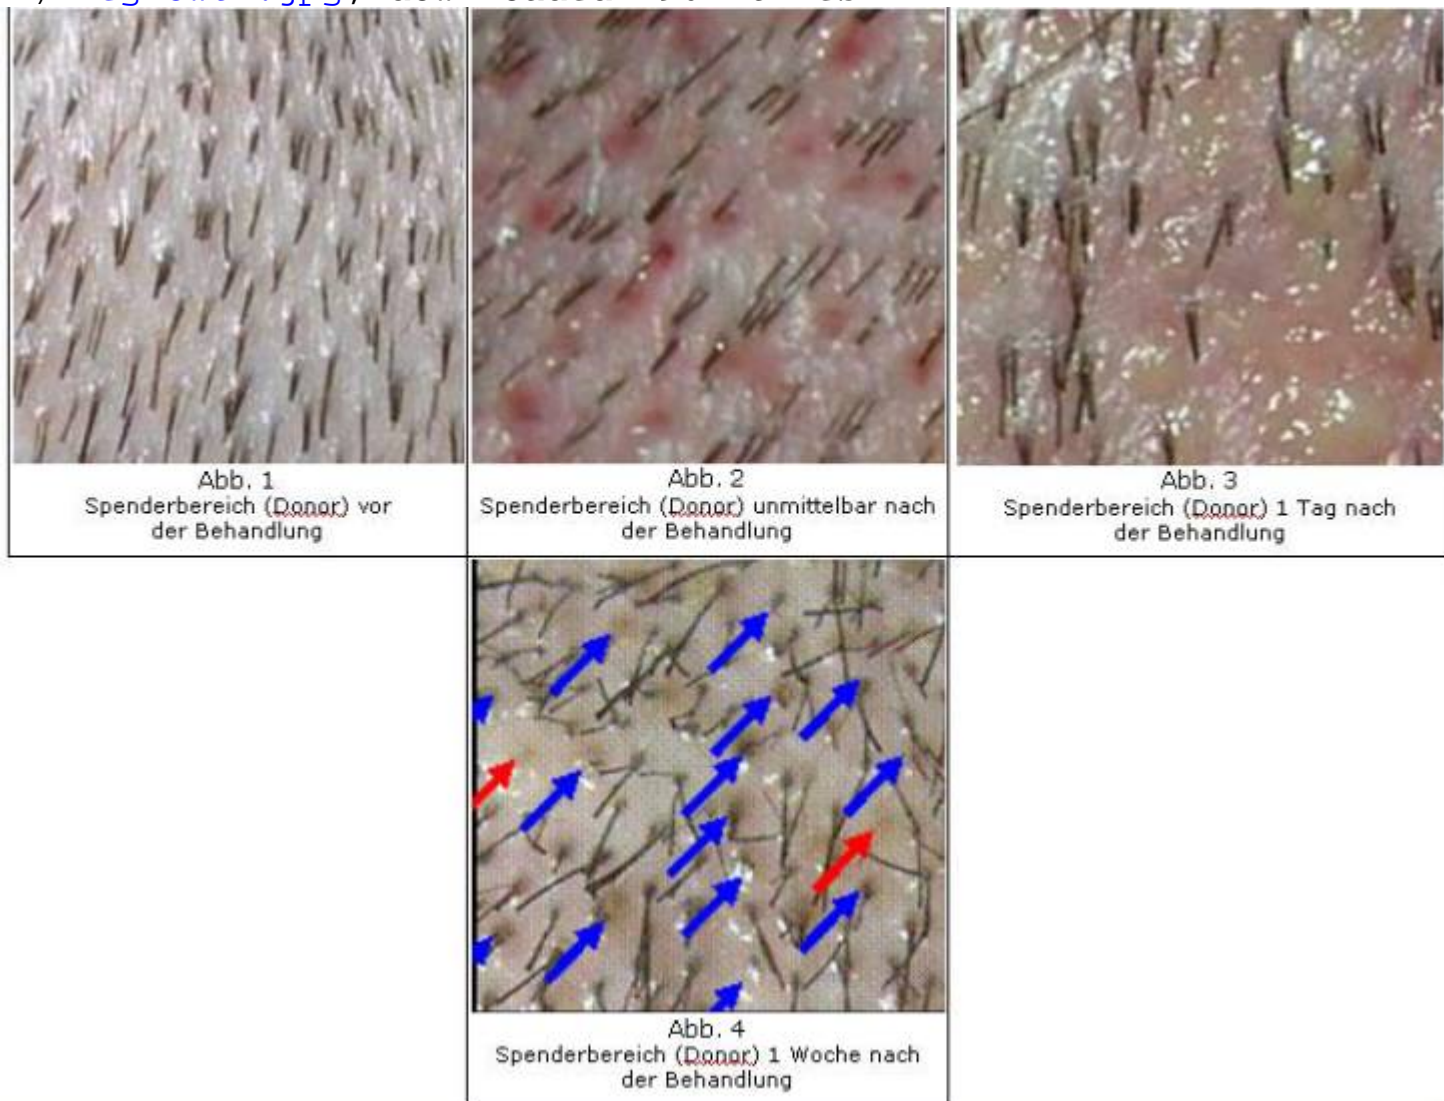 Abb. 1
Spenderbereich (Donor) vor
der Behandlung
Abb. 2
Spenderbereich (Donor) unmittelbar nach
der Behandlung
Abb. 3
Spenderbereich (Donor) 1 Tag nach
der Behandlung
Abb. 4
Spenderbereich (Donor) 1 Woche nach
der Behandlung